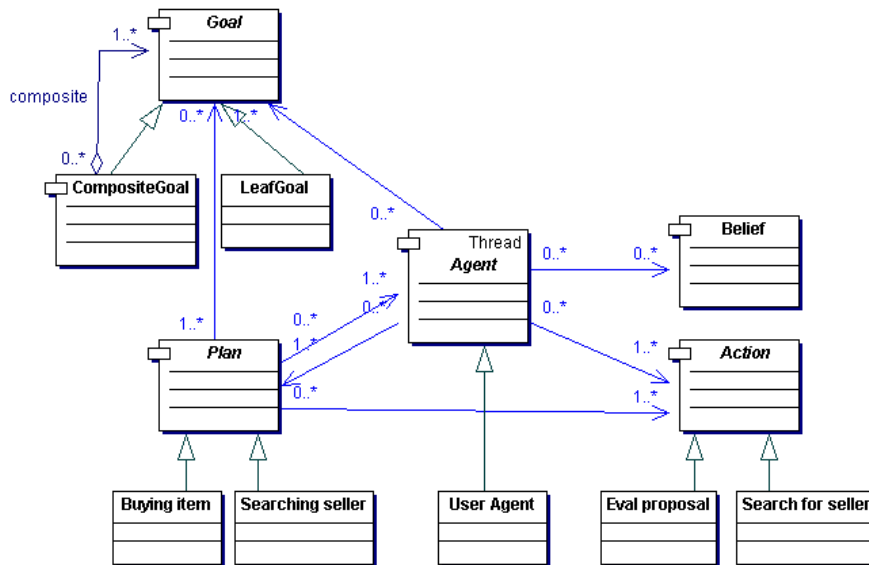 Goal
1..*
composite
0..*
0..*
1..*
CompositeGoal
LeafGoal
0..*
Thread
Agent
Belief
0..*
0..*
1..*
0..*
0..*
0..*
1..*
1..*
1..*
Plan
Action
0..*
1..*
Buying item
Searching seller
User Agent
Eval proposal
Search for seller